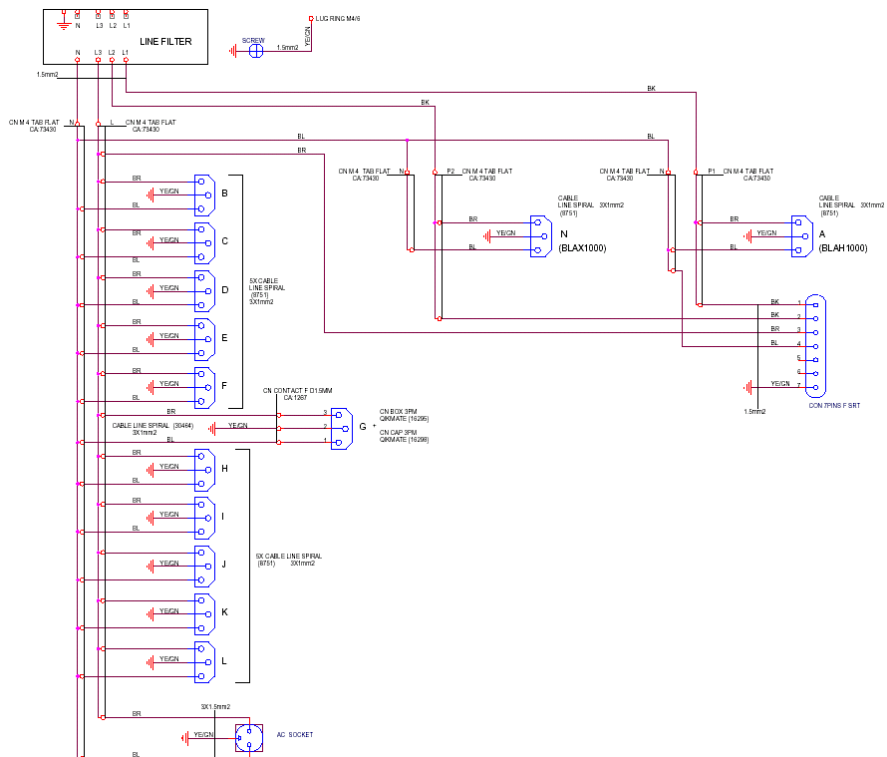 LUG RING M4/6
N L3 L2 L1
LINE FILTER
SCREW
YE/GN
1.5mm2
N L3 L2 L1
1.5mm2
BK
BK
CN M 4 TAB FLAT
CA:73430
N
L
CN M 4 TAB FLAT
CA:73430
BL
BL
BR
CN M 4 TAB FLAT
CA:73430
N
P2
CN M 4 TAB FLAT
CA:73430
CN M 4 TAB FLAT
CA:73430
N
P1
CN M 4 TAB FLAT
CA:73430
BR
YE/GN
BL
B
CABLE
LINE SPIRAL 3X1mm2
(8751)
BR
YE/GN
BL
N
(BLAX1000)
CABLE
LINE SPIRAL 3X1mm2
(8751)
BR
YE/GN
BL
A
(BLAH1000)
BR
YE/GN
BL
C
BR
YE/GN
BL
D
5X CABLE
LINE SPIRAL
(8751)
3X1mm2
BR
YE/GN
BL
E
BR
YE/GN
BL
F
BK 1
BK 2
BR 3
BL 4
5
6
YE/GN 7
1.5mm2
CON 7PINS F SRT
CN CONTACT F D1.5MM
CA:1267
BR 3
CABLE LINE SPIRAL (30464)
3X1mm2
YE/GN 2
BL 1
G
CN BOX 3PM
QIKMATE (16295)
+
CN CAP 3PM
QIKMATE (16298)
BR
YE/GN
BL
H
BR
YE/GN
BL
I
5X CABLE LINE SPIRAL
(8751) 3X1mm2
BR
YE/GN
BL
J
BR
YE/GN
BL
K
BR
YE/GN
BL
L
3X1.5mm2
BR
YE/GN
AC SOCKET
BL